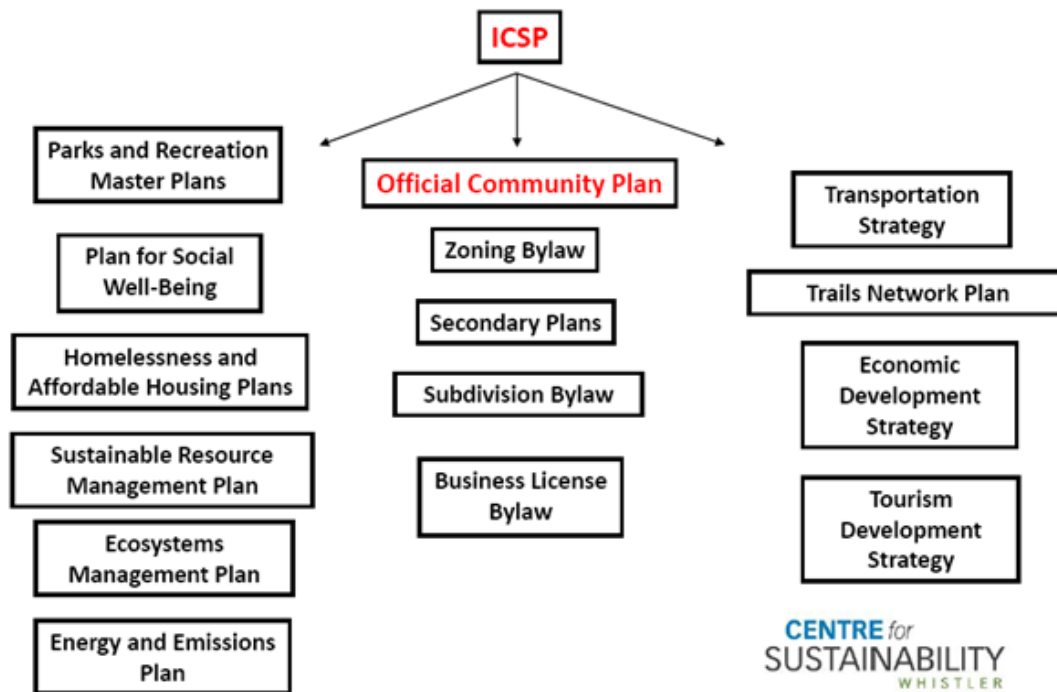 ICSP
Parks and Recreation
Master Plans
Plan for Social
Well-Being
Homelessness and
Affordable Housing Plans
Sustainable Resource
Management Plan
Ecosystems
Management Plan
Energy and Emissions
Plan
Official Community Plan
Zoning Bylaw
Secondary Plans
Subdivision Bylaw
Business License
Bylaw
Transportation
Strategy
Trails Network Plan
Economic
Development
Strategy
Tourism
Development
Strategy
CENTRE for
SUSTAINABILITY
WHISTLER